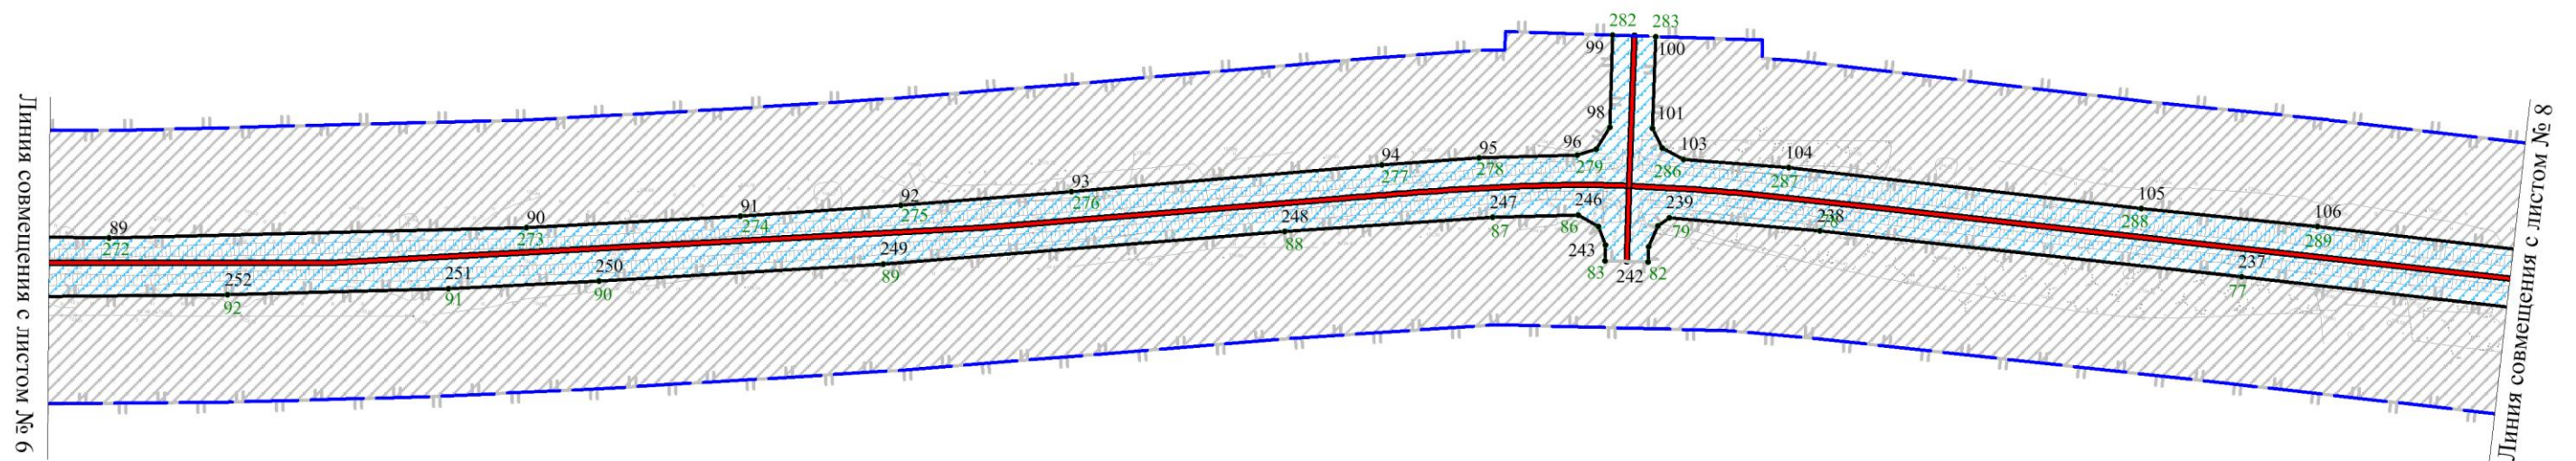 Линия совмещения с листом № 6
282 283
99 100
98 101
89 90 91 92 93 94 95 96 103 104 105 106
272 273 274 275 276 277 278 279 286 287 288 289
252 251 250 249 248 247 246 239 238 237
92 91 90 89 88 87 86 79 77
243
83 242 82
Линия совмещения с листом № 8